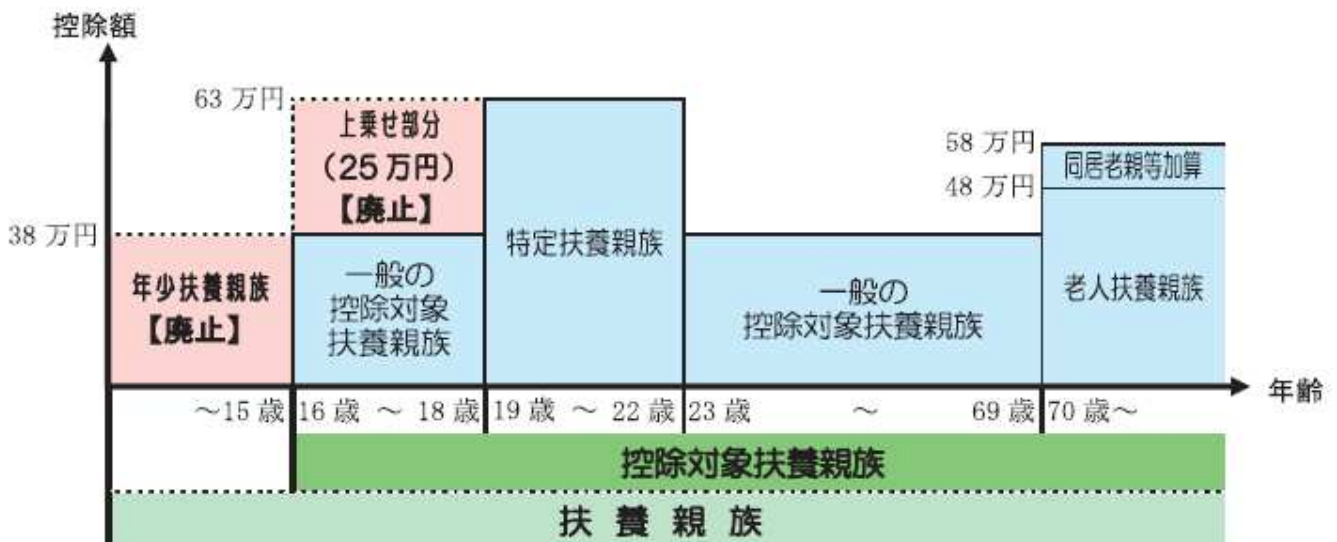 控除額
63 万円
上乗せ部分
(25 万円)
【廃止】
58 万円
同居老親等加算
48 万円
38 万円
年少扶養親族
【廃止】
一般の
控除対象
扶養親族
特定扶養親族
一般の
控除対象扶養親族
老人扶養親族
年齢
～15 歳
16 歳 ～ 18 歳
19 歳 ～ 22 歳
23 歳 ～ 69 歳
70 歳～
控除対象扶養親族
扶養親族